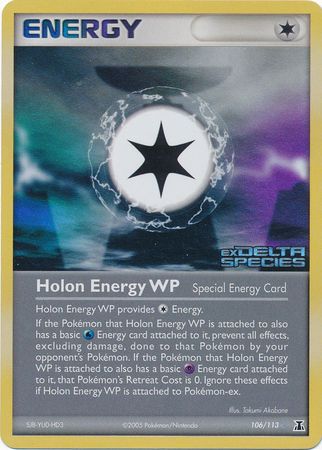 ENERGY
exDELTA
SPECIES
Holon Energy WP Special Energy Card
Holon Energy WP provides Energy.
If the Pokémon that Holon Energy WP is attached to also
has a basic Energy card attached to it, prevent all effects,
excluding damage, done to that Pokémon by your
opponent's Pokémon. If the Pokémon that Holon Energy
WP is attached to also has a basic Energy card attached
to it, that Pokémon's Retreat Cost is 0. Ignore these effects
if Holon Energy WP is attached to Pokémon-ex.
Illus. Takumi Akabane
SJB-YU0-HD3 ©2005 Pokémon/Nintendo 106/113